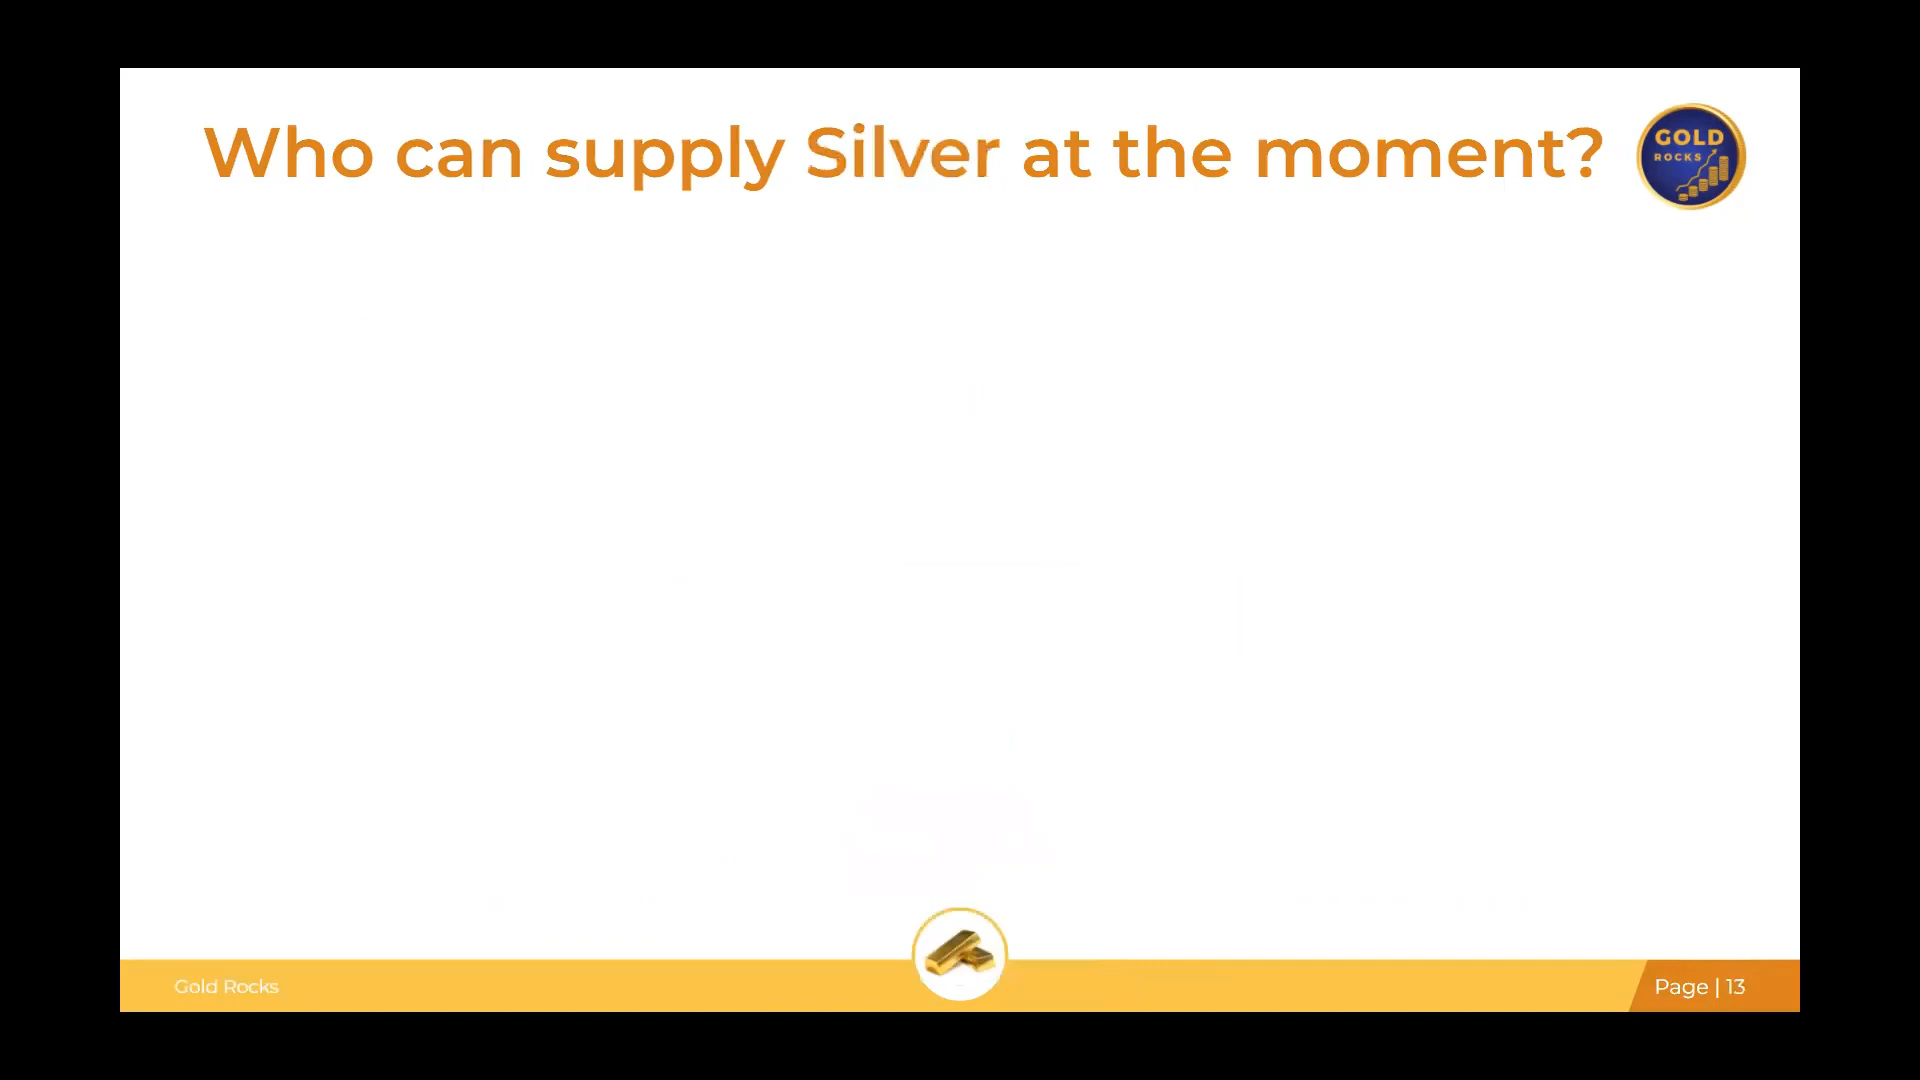 Who can supply Silver at the moment?
GOLD
ROCKS
Gold Rocks
Page | 13